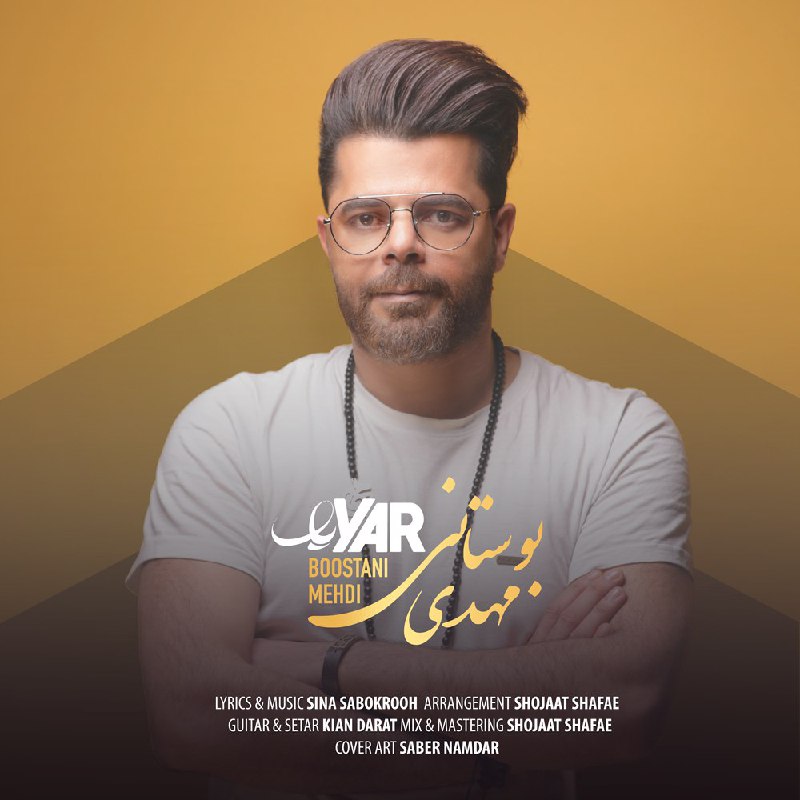 یار YAR
BOOSTANI
MEHDI
مهدی بوستانی
LYRICS & MUSIC SINA SABOKROOH ARRANGEMENT SHOJAAT SHAFAE
GUITAR & SETAR KIAN DARAT MIX & MASTERING SHOJAAT SHAFAE
COVER ART SABER NAMDAR